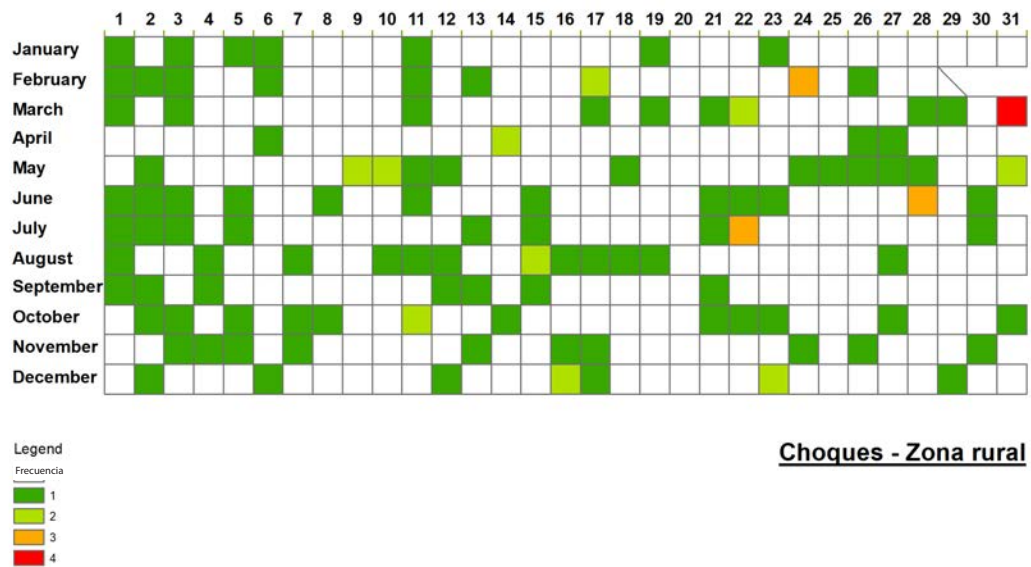 1 2 3 4 5 6 7 8 9 10 11 12 13 14 15 16 17 18 19 20 21 22 23 24 25 26 27 28 29 30 31
January
February
March
April
May
June
July
August
September
October
November
December
Legend
Frecuencia
1
2
3
4
Choques - Zona rural